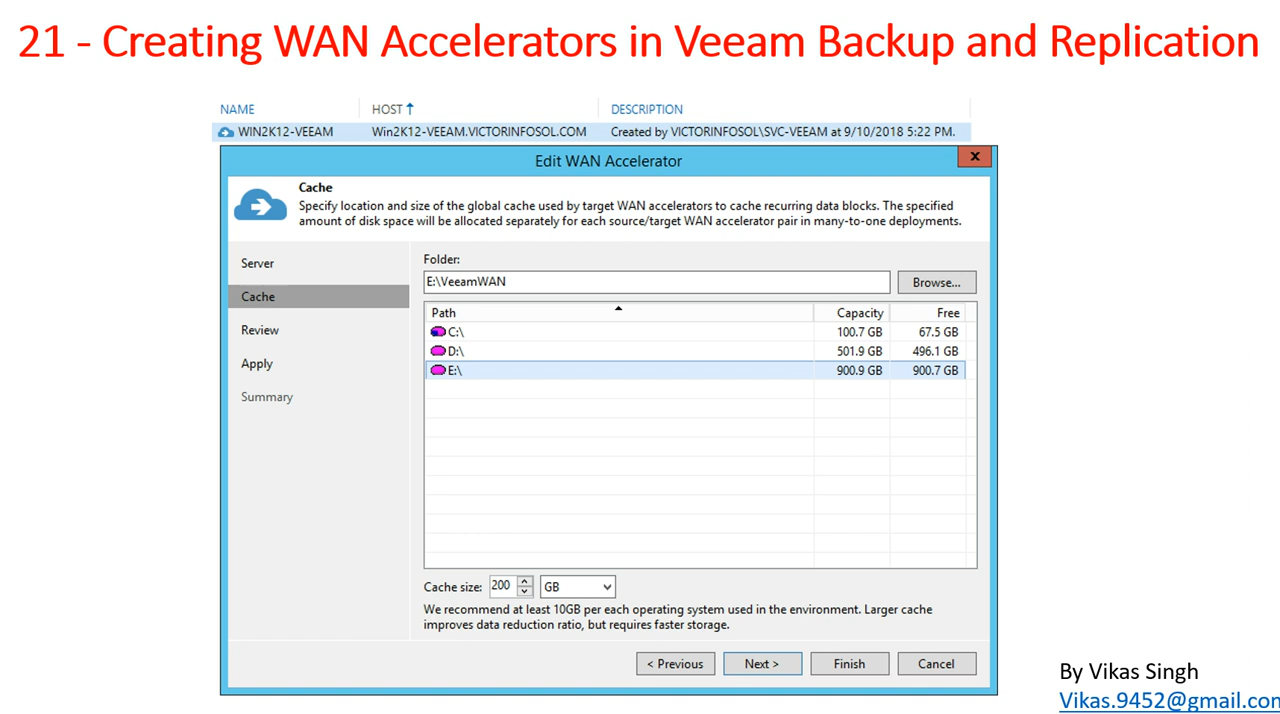 21 - Creating WAN Accelerators in Veeam Backup and Replication
NAME HOST DESCRIPTION
WIN2K12-VEEAM Win2K12-VEEAM.VICTORINFOSOL.COM Created by VICTORINFOSOL\SVC-VEEAM at 9/10/2018 5:22 PM.
Edit WAN Accelerator
x
Cache
Specify location and size of the global cache used by target WAN accelerators to cache recurring data blocks. The specified
amount of disk space will be allocated separately for each source/target WAN accelerator pair in many-to-one deployments.
Server
Cache
Review
Apply
Summary
Folder:
E:\VeeamWAN Browse...
Path Capacity Free
C:\ 100.7 GB 67.5 GB
D:\ 501.9 GB 496.1 GB
E:\ 900.9 GB 900.7 GB
Cache size: 200 GB
We recommend at least 10GB per each operating system used in the environment. Larger cache
improves data reduction ratio, but requires faster storage.
< Previous Next > Finish Cancel
By Vikas Singh
Vikas.9452@gmail.con